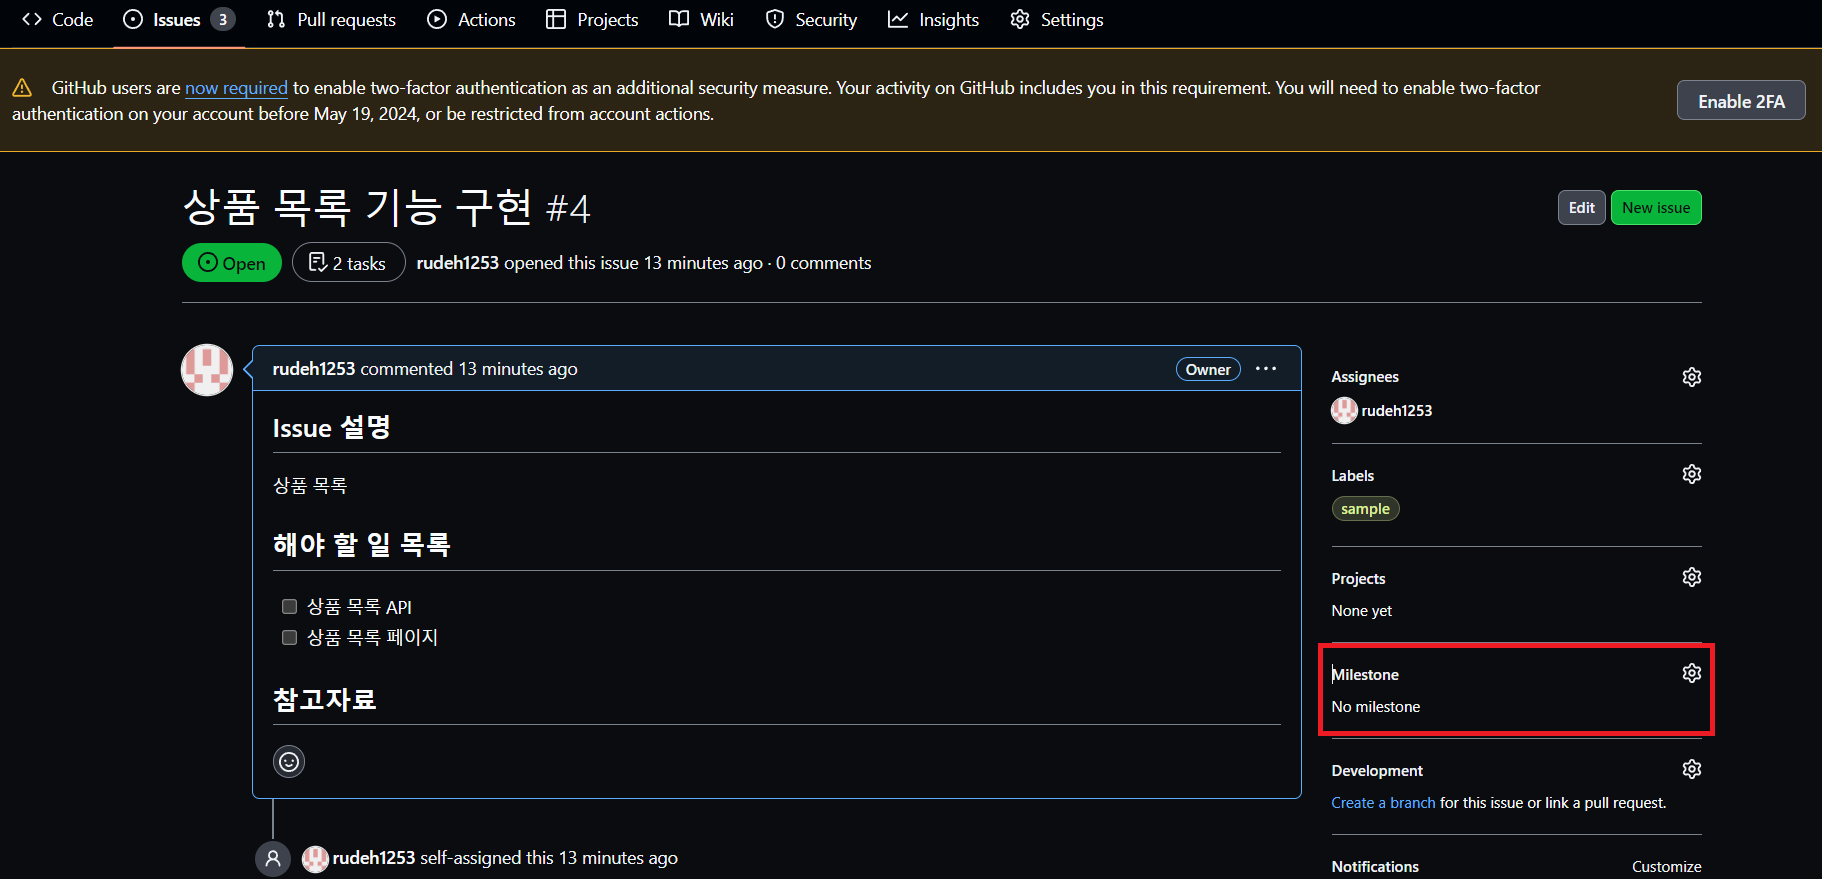 Code Issues 3 Pull requests Actions Projects Wiki Security Insights Settings
GitHub users are now required to enable two-factor authentication as an additional security measure. Your activity on GitHub includes you in this requirement. You will need to enable two-factor
authentication on your account before May 19, 2024, or be restricted from account actions.
Enable 2FA
상품 목록 기능 구현 #4
Edit New issue
Open 2 tasks rudeh1253 opened this issue 13 minutes ago · 0 comments
rudeh1253 commented 13 minutes ago Owner ...
Issue 설명
상품 목록
해야 할 일 목록
상품 목록 API
상품 목록 페이지
참고자료
rudeh1253 self-assigned this 13 minutes ago
Assignees
rudeh1253
Labels
sample
Projects
None yet
Milestone
No milestone
Development
Create a branch for this issue or link a pull request.
Notifications Customize